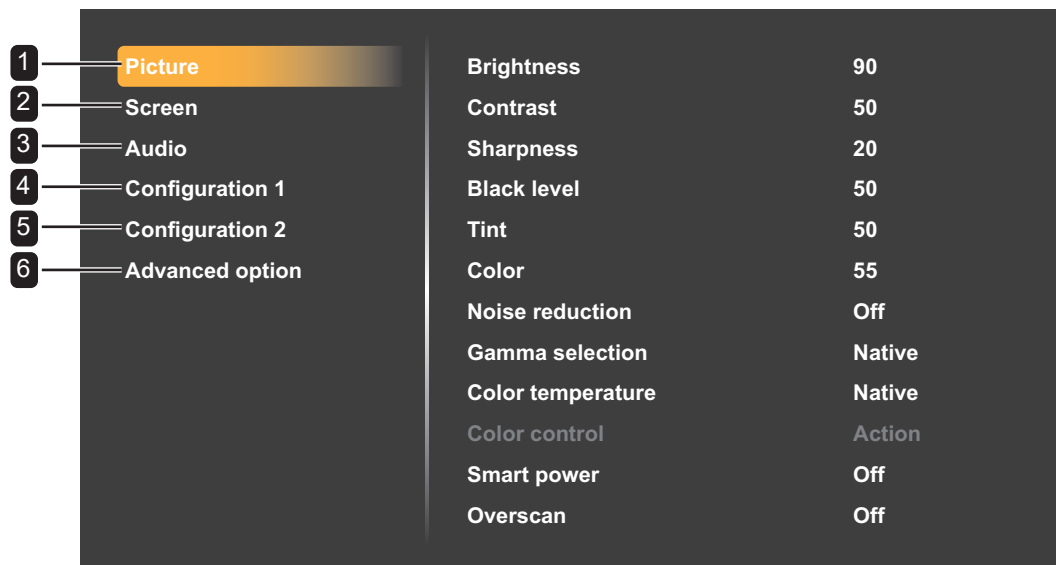 1 Picture Brightness 90
2 Screen Contrast 50
3 Audio Sharpness 20
4 Configuration 1 Black level 50
5 Configuration 2 Tint 50
6 Advanced option Color 55
Noise reduction Off
Gamma selection Native
Color temperature Native
Color control Action
Smart power Off
Overscan Off